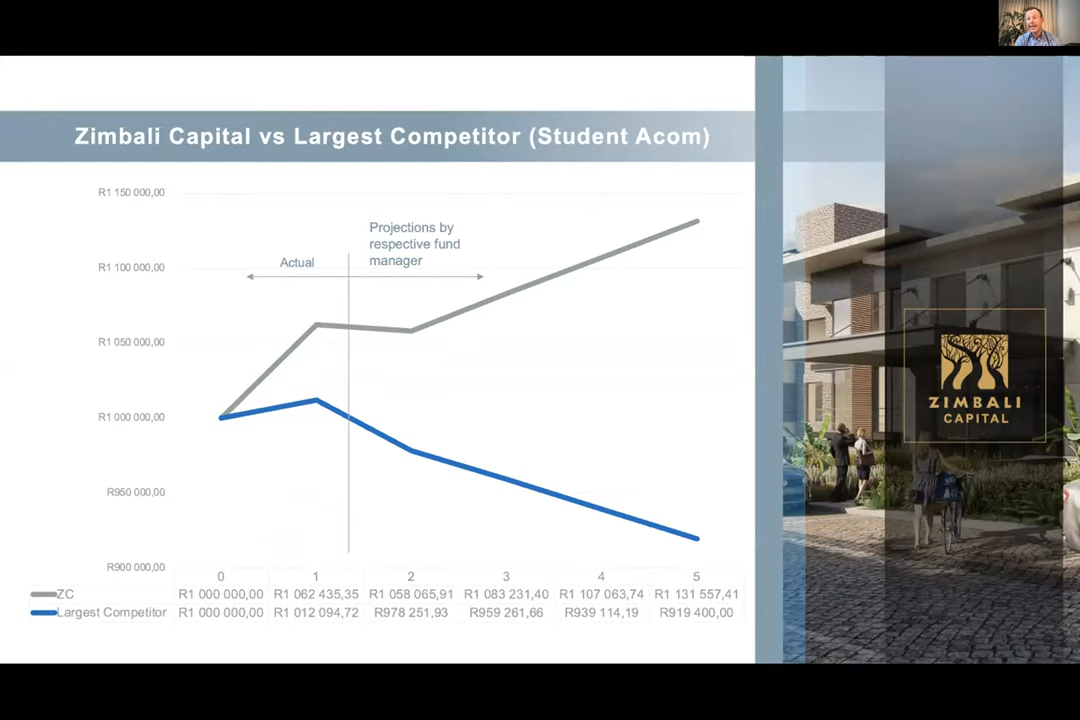 Zimbali Capital vs Largest Competitor (Student Acom)
R1 150 000,00
R1 100 000,00
R1 050 000,00
R1 000 000,00
R950 000,00
R900 000,00
Actual
Projections by
respective fund
manager
0 1 2 3 4 5
ZC R1 000 000,00 R1 062 435,35 R1 058 065,91 R1 083 231,40 R1 107 063,74 R1 131 557,41
Largest Competitor R1 000 000,00 R1 012 094,72 R978 251,93 R959 261,66 R939 114,19 R919 400,00
ZIMBALI
CAPITAL